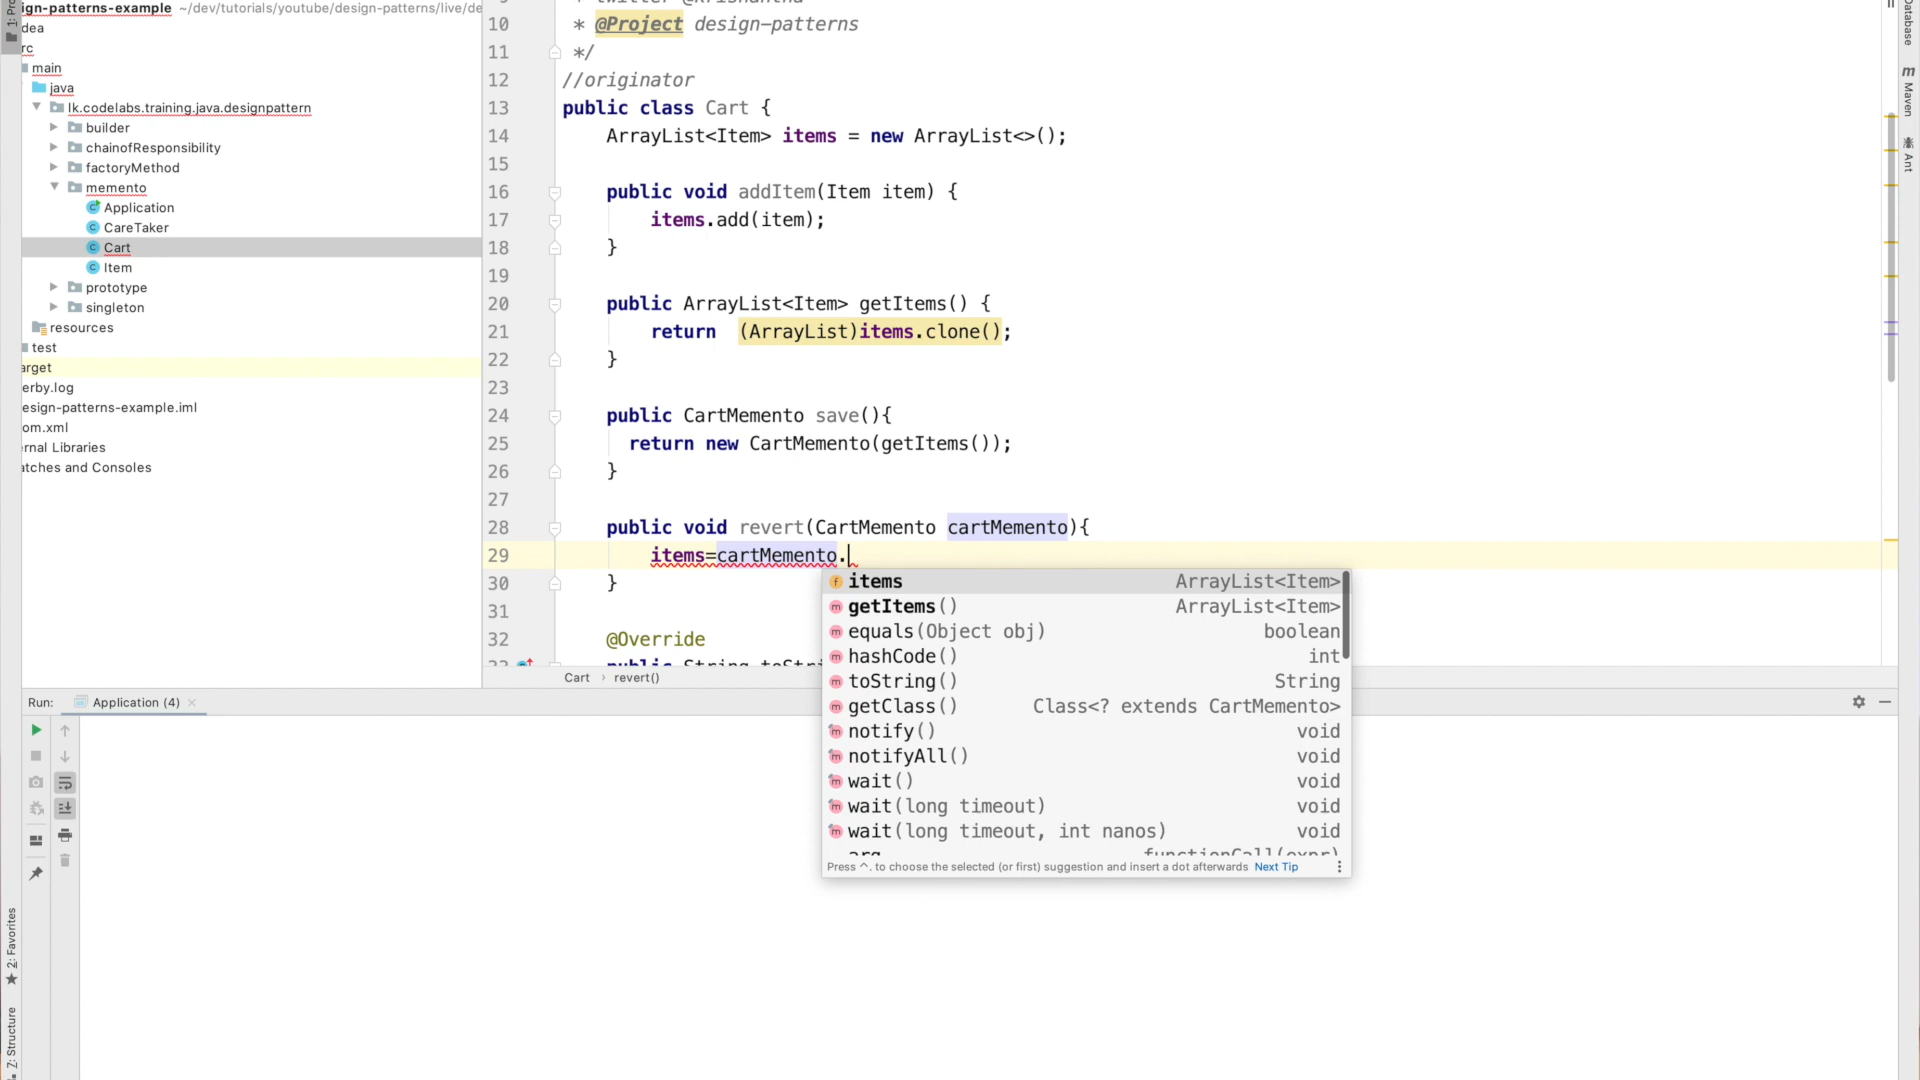 ign-patterns-example ~/dev/tutorials/youtube/design-patterns/live/de
dea
rc
main
java
lk.codelabs.training.java.designpattern
builder
chainofResponsibility
factoryMethod
memento
Application
CareTaker
Cart
Item
prototype
singleton
resources
test
arget
erby.log
esign-patterns-example.iml
om.xml
rnal Libraries
atches and Consoles
10 * @Project design-patterns
11 */
12 //originator
13 public class Cart {
14 ArrayList<Item> items = new ArrayList<>();
15
16 public void addItem(Item item) {
17 items.add(item);
18 }
19
20 public ArrayList<Item> getItems() {
21 return (ArrayList)items.clone();
22 }
23
24 public CartMemento save(){
25 return new CartMemento(getItems());
26 }
27
28 public void revert(CartMemento cartMemento){
29 items=cartMemento.
30 }
31
32 @Override
items ArrayList<Item>
getItems() ArrayList<Item>
equals(Object obj) boolean
hashCode() int
toString() String
getClass() Class<? extends CartMemento>
notify() void
notifyAll() void
wait() void
wait(long timeout) void
wait(long timeout, int nanos) void
arg functionCall(expr)
Press ^. to choose the selected (or first) suggestion and insert a dot afterwards Next Tip
Cart › revert()
Run: Application (4)
2: Favorites
Z: Structure
Database
Maven
Ant